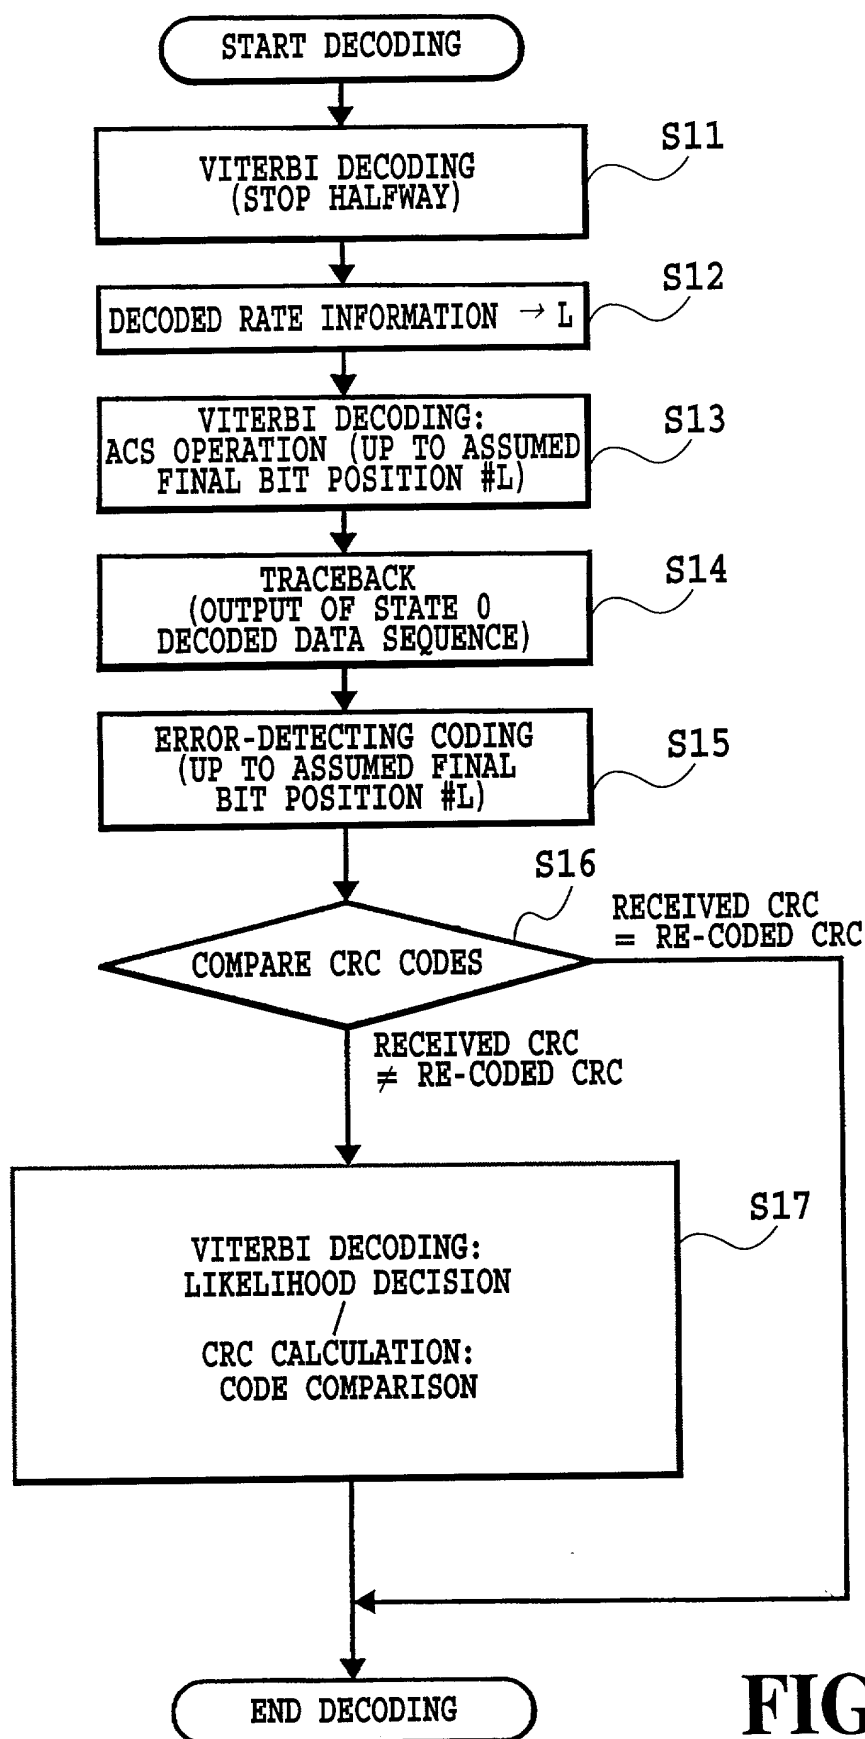 START DECODING
S11
VITERBI DECODING
(STOP HALFWAY)
S12
DECODED RATE INFORMATION → L
S13
VITERBI DECODING:
ACS OPERATION (UP TO ASSUMED
FINAL BIT POSITION #L)
S14
TRACEBACK
(OUTPUT OF STATE 0
DECODED DATA SEQUENCE)
S15
ERROR-DETECTING CODING
(UP TO ASSUMED FINAL
BIT POSITION #L)
S16
COMPARE CRC CODES
RECEIVED CRC
= RE-CODED CRC
RECEIVED CRC
≠ RE-CODED CRC
S17
VITERBI DECODING:
LIKELIHOOD DECISION
/
CRC CALCULATION:
CODE COMPARISON
END DECODING
FIG